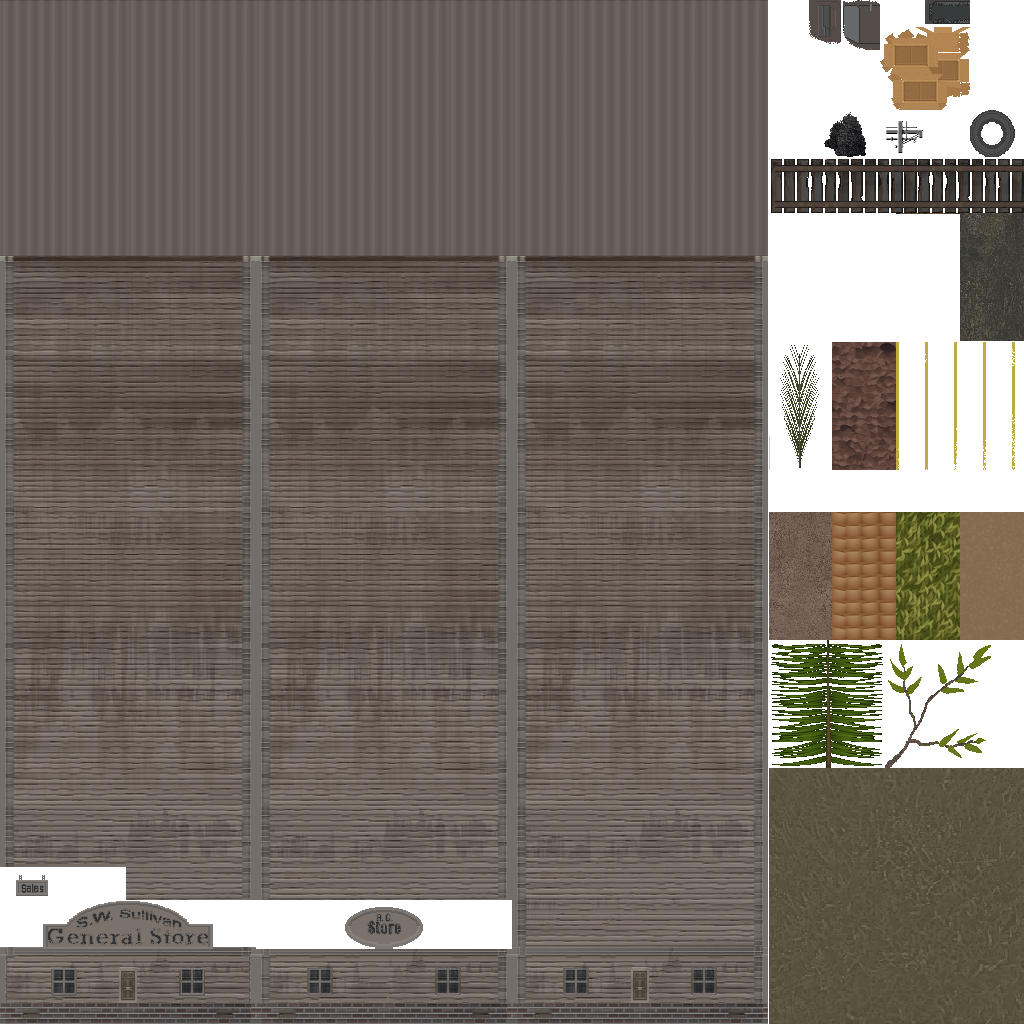 Sales
S.W. Sullivan
General Store
A.G.
Store